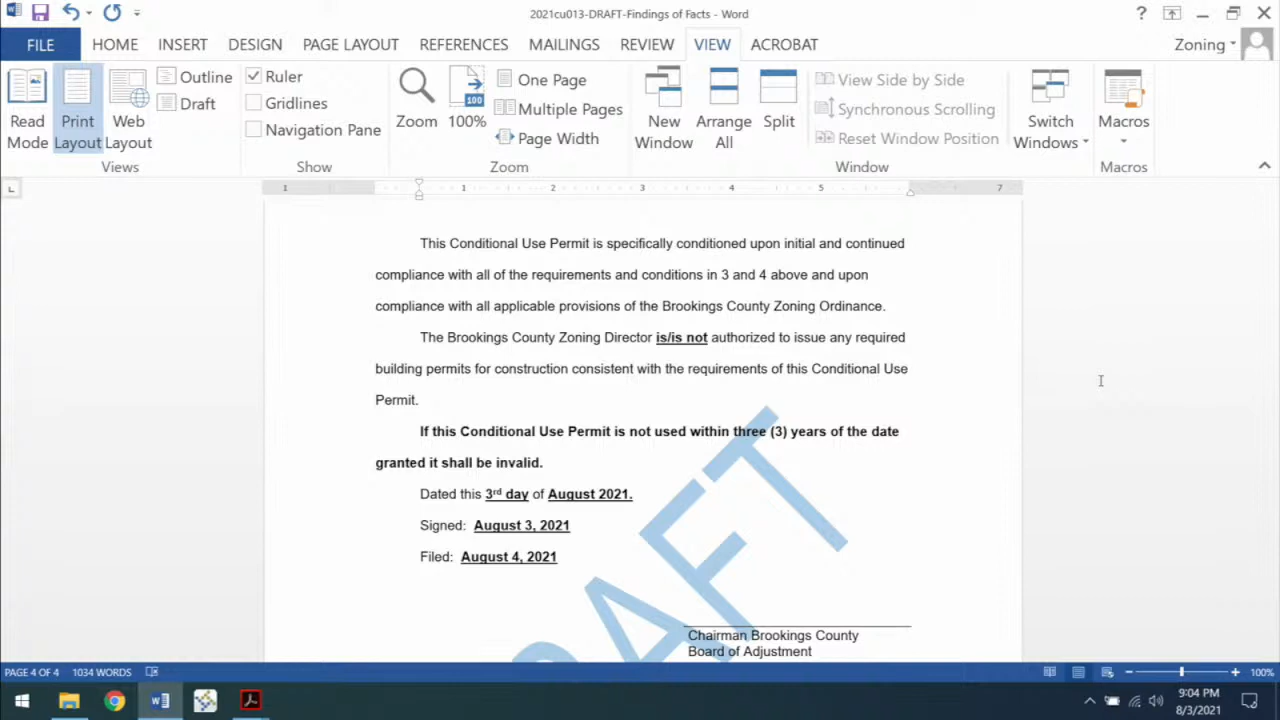 2021cu013-DRAFT-Findings of Facts - Word
FILE HOME INSERT DESIGN PAGE LAYOUT REFERENCES MAILINGS REVIEW VIEW ACROBAT Zoning
Read Mode
Print Layout
Web Layout
Outline
Draft
Views
Ruler
Gridlines
Navigation Pane
Show
Zoom
100
100%
One Page
Multiple Pages
Page Width
Zoom
New Window
Arrange All
Split
View Side by Side
Synchronous Scrolling
Reset Window Position
Window
Switch Windows
Macros
Macros
1 1 2 3 4 5 7
This Conditional Use Permit is specifically conditioned upon initial and continued
compliance with all of the requirements and conditions in 3 and 4 above and upon
compliance with all applicable provisions of the Brookings County Zoning Ordinance.
The Brookings County Zoning Director is/is not authorized to issue any required
building permits for construction consistent with the requirements of this Conditional Use
Permit.
If this Conditional Use Permit is not used within three (3) years of the date
granted it shall be invalid.
Dated this 3rd day of August 2021.
Signed: August 3, 2021
Filed: August 4, 2021
DRAFT
Chairman Brookings County
Board of Adjustment
PAGE 4 OF 4 1034 WORDS 100%
9:04 PM
8/3/2021